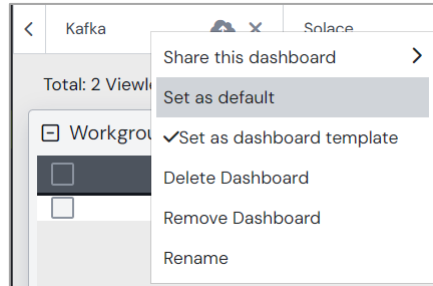 Kafka
Solace
Share this dashboard
Total: 2 Viewl
Set as default
Workgrou
✓Set as dashboard template
Delete Dashboard
Remove Dashboard
Rename